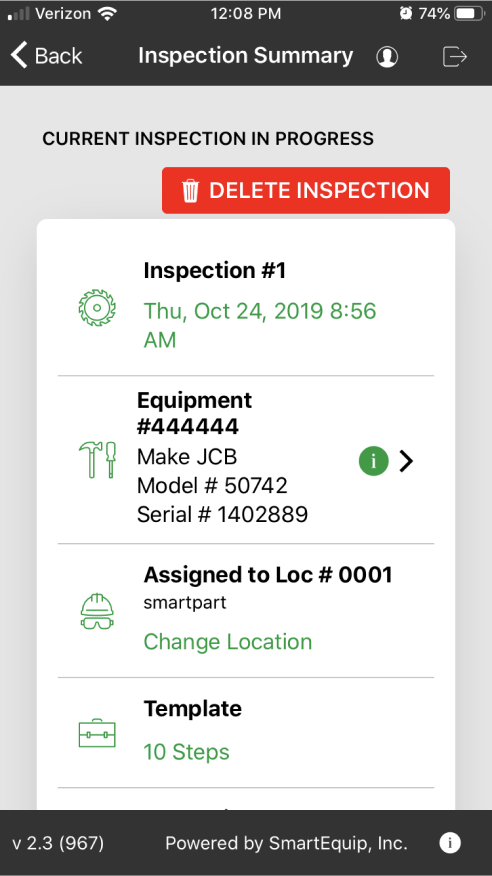 Verizon 12:08 PM 74%
Back Inspection Summary
CURRENT INSPECTION IN PROGRESS
DELETE INSPECTION
Inspection #1
Thu, Oct 24, 2019 8:56
AM
Equipment
#444444
Make JCB
Model # 50742
Serial # 1402889
i
Assigned to Loc # 0001
smartpart
Change Location
Template
10 Steps
v 2.3 (967) Powered by SmartEquip, Inc. i